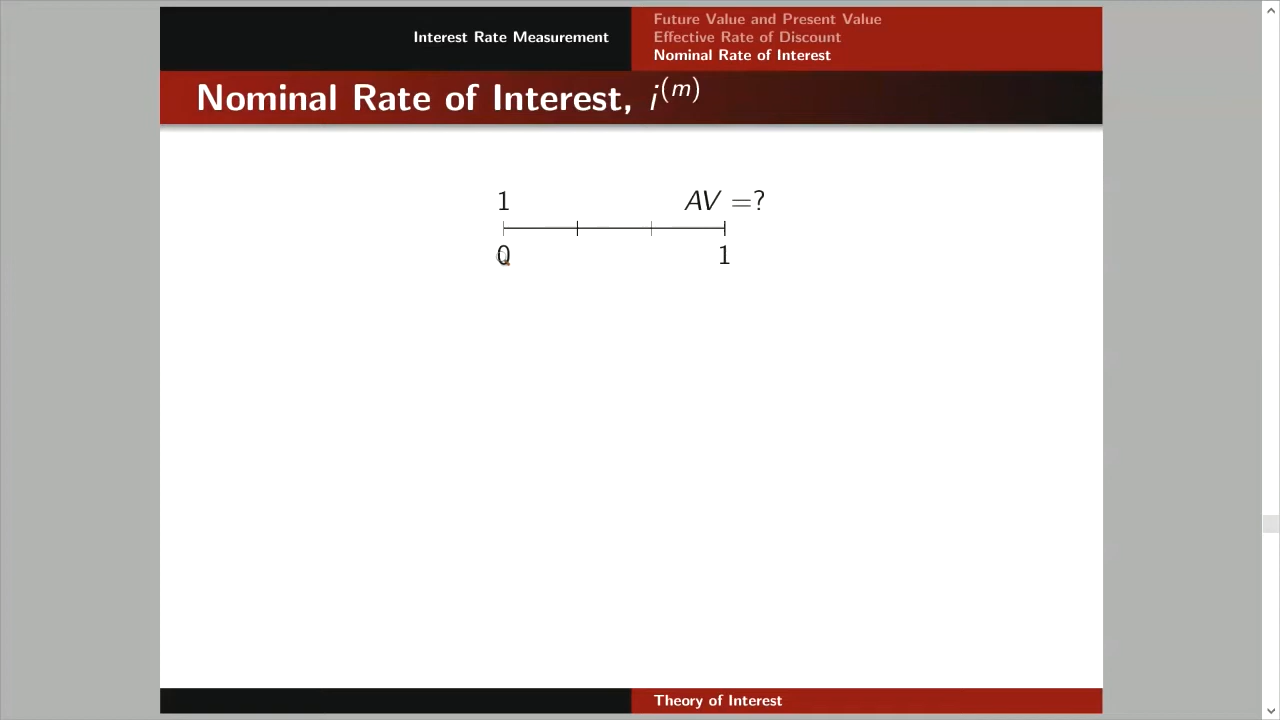 Interest Rate Measurement
Future Value and Present Value
Effective Rate of Discount
Nominal Rate of Interest
Nominal Rate of Interest, i^(m)
1 AV =?
0 1
Theory of Interest